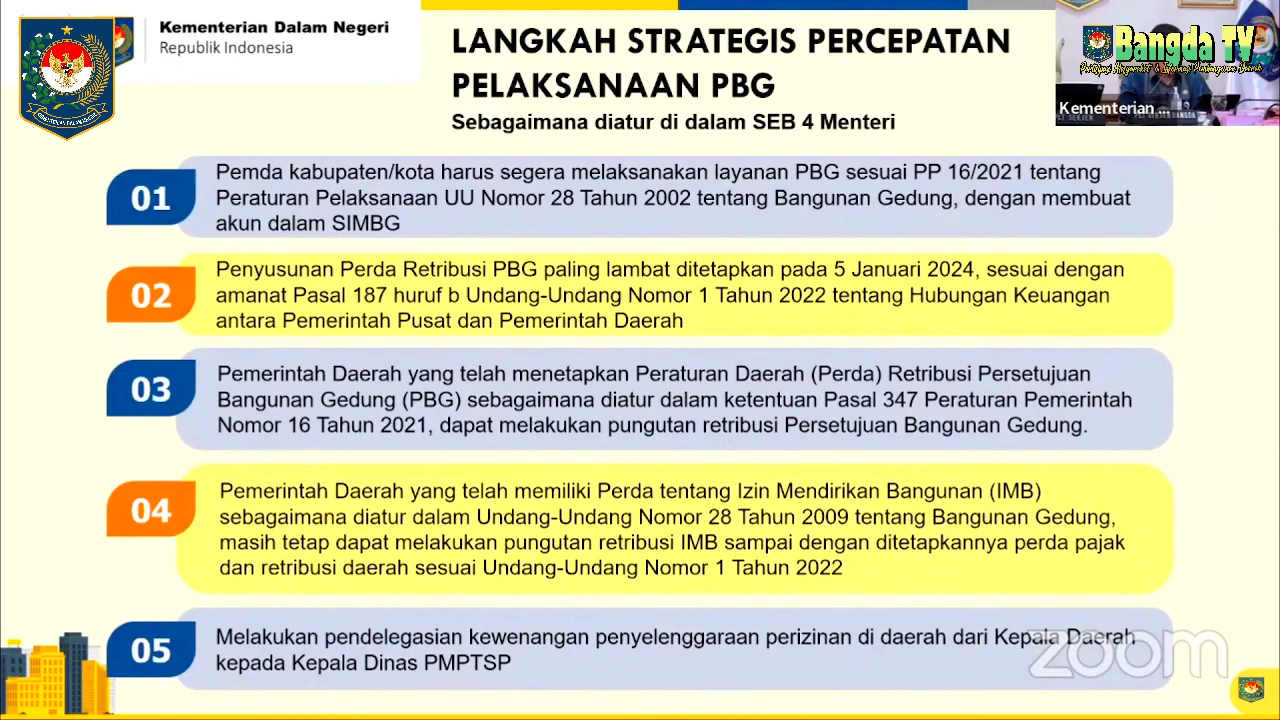 Kementerian Dalam Negeri
Republik Indonesia
LANGKAH STRATEGIS PERCEPATAN
PELAKSANAAN PBG
Sebagaimana diatur di dalam SEB 4 Menteri
Bangda TV
Kementerian ...
01
Pemda kabupaten/kota harus segera melaksanakan layanan PBG sesuai PP 16/2021 tentang
Peraturan Pelaksanaan UU Nomor 28 Tahun 2002 tentang Bangunan Gedung, dengan membuat
akun dalam SIMBG
02
Penyusunan Perda Retribusi PBG paling lambat ditetapkan pada 5 Januari 2024, sesuai dengan
amanat Pasal 187 huruf b Undang-Undang Nomor 1 Tahun 2022 tentang Hubungan Keuangan
antara Pemerintah Pusat dan Pemerintah Daerah
03
Pemerintah Daerah yang telah menetapkan Peraturan Daerah (Perda) Retribusi Persetujuan
Bangunan Gedung (PBG) sebagaimana diatur dalam ketentuan Pasal 347 Peraturan Pemerintah
Nomor 16 Tahun 2021, dapat melakukan pungutan retribusi Persetujuan Bangunan Gedung.
04
Pemerintah Daerah yang telah memiliki Perda tentang Izin Mendirikan Bangunan (IMB)
sebagaimana diatur dalam Undang-Undang Nomor 28 Tahun 2009 tentang Bangunan Gedung,
masih tetap dapat melakukan pungutan retribusi IMB sampai dengan ditetapkannya perda pajak
dan retribusi daerah sesuai Undang-Undang Nomor 1 Tahun 2022
05
Melakukan pendelegasian kewenangan penyelenggaraan perizinan di daerah dari Kepala Daerah
kepada Kepala Dinas PMPTSP
zoom